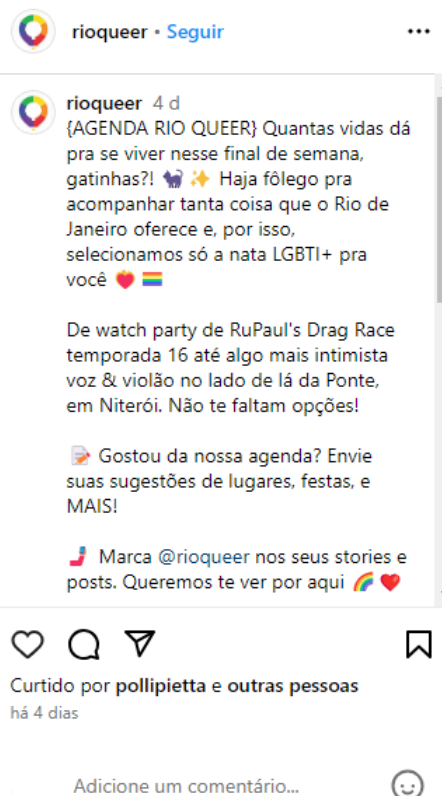 rioqueer • Seguir
rioqueer 4 d
{AGENDA RIO QUEER} Quantas vidas dá
pra se viver nesse final de semana,
gatinhas?! 🐈‍⬛ ✨ Haja fôlego pra
acompanhar tanta coisa que o Rio de
Janeiro oferece e, por isso,
selecionamos só a nata LGBTI+ pra
você ❤️‍🔥 🏳️‍🌈
De watch party de RuPaul's Drag Race
temporada 16 até algo mais intimista
voz & violão no lado de lá da Ponte,
em Niterói. Não te faltam opções!
📝 Gostou da nossa agenda? Envie
suas sugestões de lugares, festas, e
MAIS!
🤳 Marca @rioqueer nos seus stories e
posts. Queremos te ver por aqui 🌈 ❤️
Curtido por pollipietta e outras pessoas
há 4 dias
Adicione um comentário...